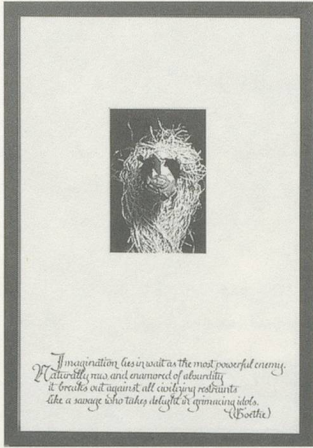 Imagination lies in wait as the most powerful enemy.
Naturally raw, and enamored of absurdity
it breaks out against all civilizing restraints
like a savage who takes delight in grimacing idols.
(Goethe)